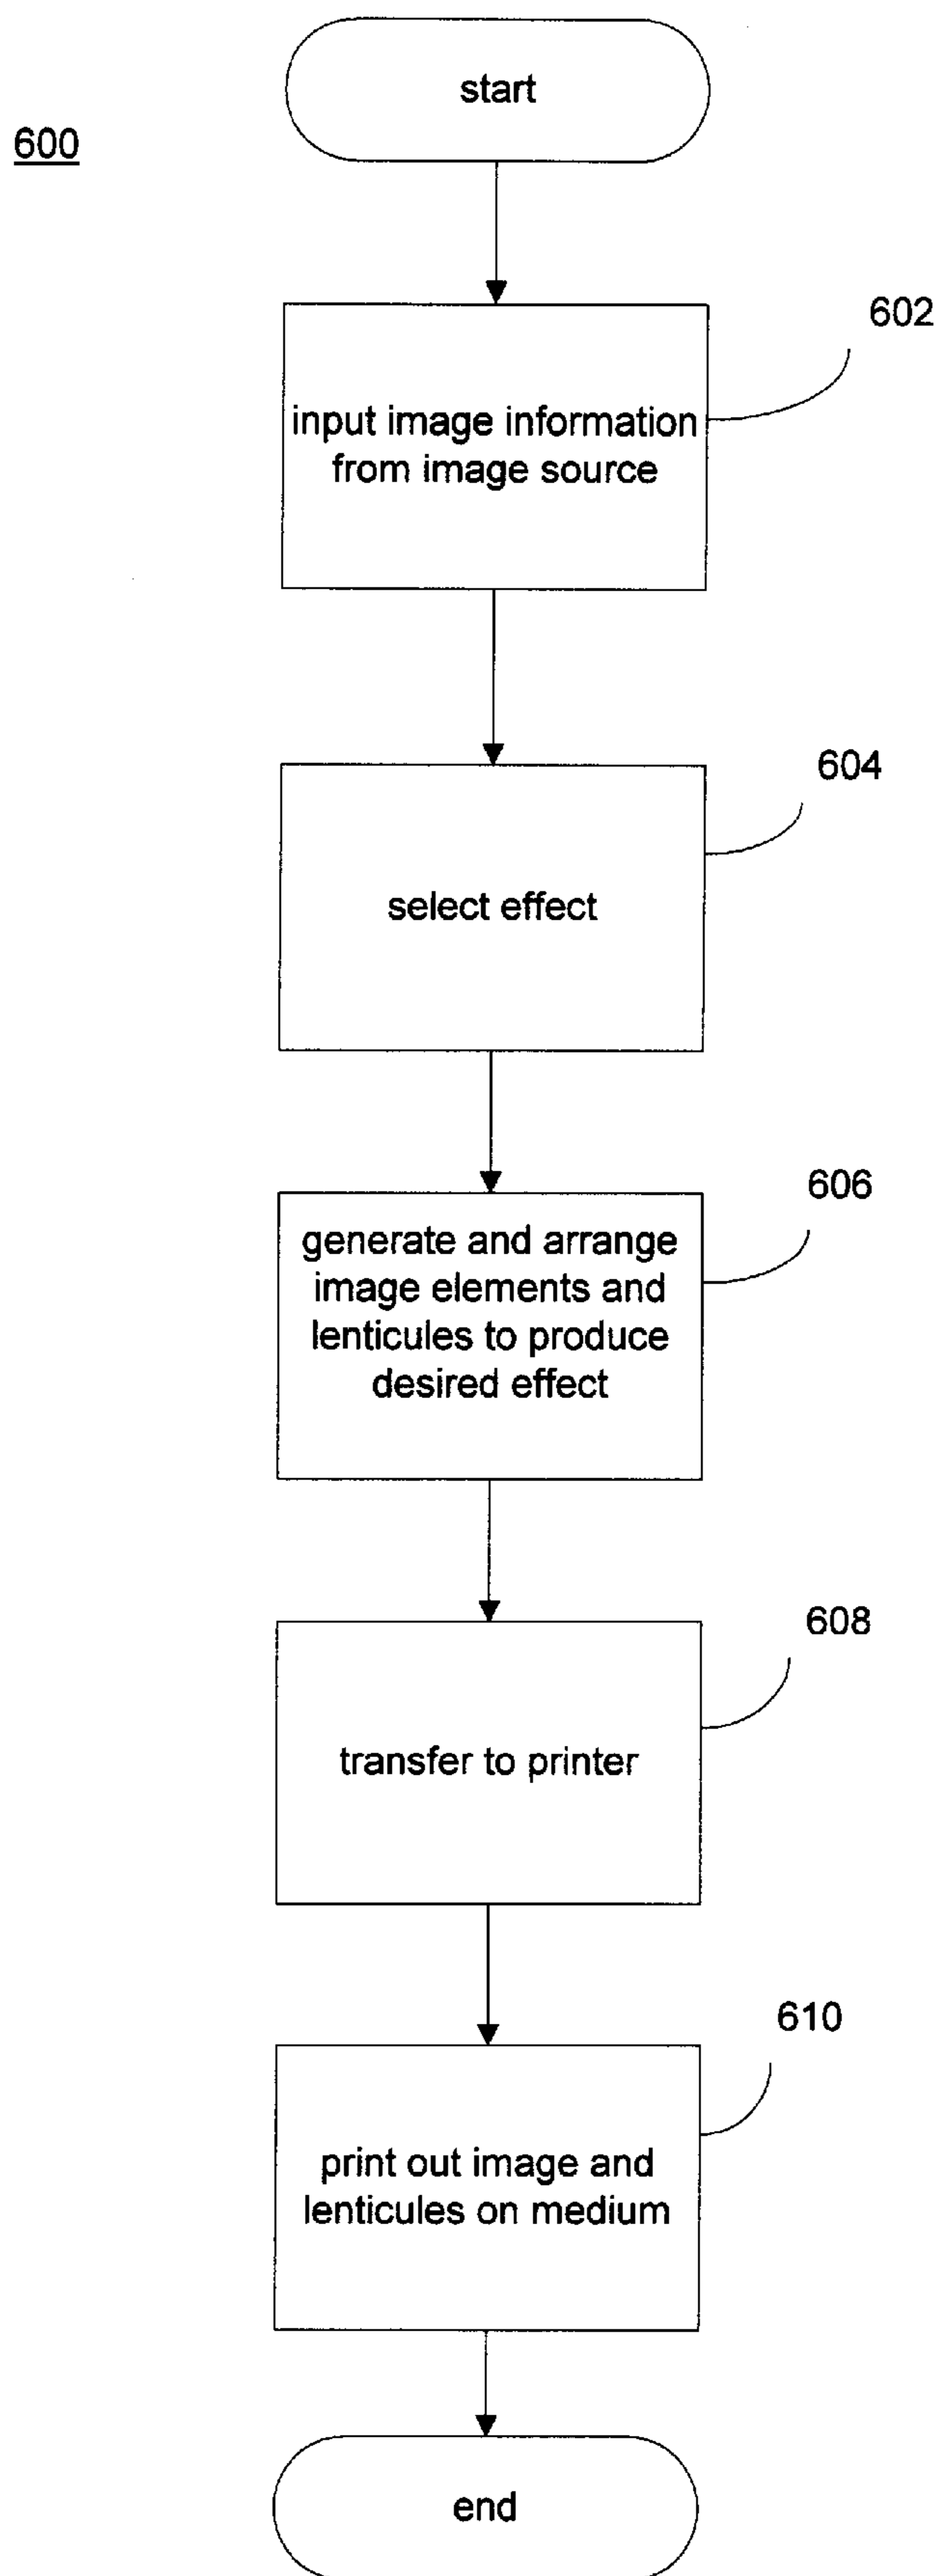 start
600
602
input image information
from image source
604
select effect
606
generate and arrange
image elements and
lenticules to produce
desired effect
608
transfer to printer
610
print out image and
lenticules on medium
end